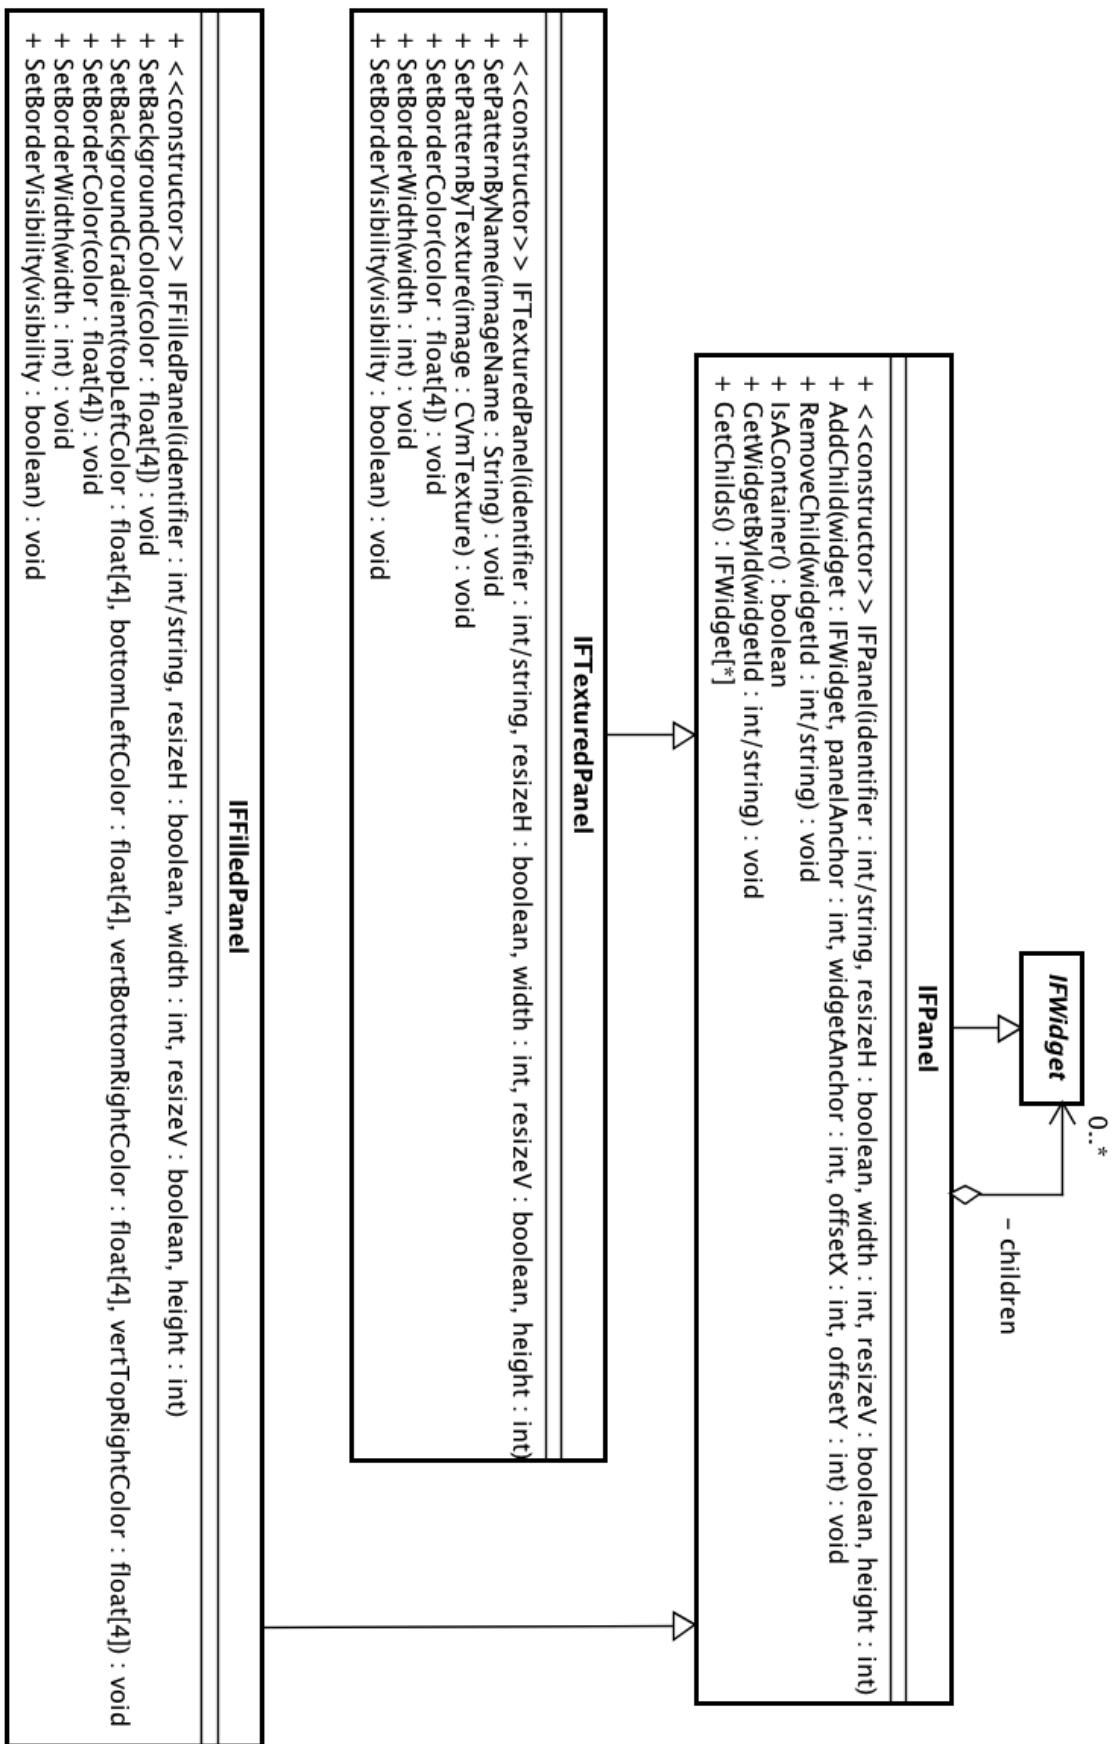 IFWidget
0..*
– children
IFPanel
+ <<constructor>> IFPanel(identifier : int/string, resizeH : boolean, width : int, resizeV : boolean, height : int)
+ AddChild(widget : IFWidget, panelAnchor : int, widgetAnchor : int, offsetX : int, offsetY : int) : void
+ RemoveChild(widgetId : int/string) : void
+ IsAContainer() : boolean
+ GetWidgetById(widgetId : int/string) : void
+ GetChilds() : IFWidget[*]
IFTexturedPanel
+ <<constructor>> IFTexturedPanel(identifier : int/string, resizeH : boolean, width : int, resizeV : boolean, height : int)
+ SetPatternByName(imageName : String) : void
+ SetPatternByTexture(image : CVmTexture) : void
+ SetBorderColor(color : float[4]) : void
+ SetBorderWidth(width : int) : void
+ SetBorderVisibility(visibility : boolean) : void
IFFilledPanel
+ <<constructor>> IFFilledPanel(identifier : int/string, resizeH : boolean, width : int, resizeV : boolean, height : int)
+ SetBackgroundColor(color : float[4]) : void
+ SetBackgroundGradient(topLeftColor : float[4], bottomLeftColor : float[4], vertBottomRightColor : float[4], vertTopRightColor : float[4]) : void
+ SetBorderColor(color : float[4]) : void
+ SetBorderWidth(width : int) : void
+ SetBorderVisibility(visibility : boolean) : void